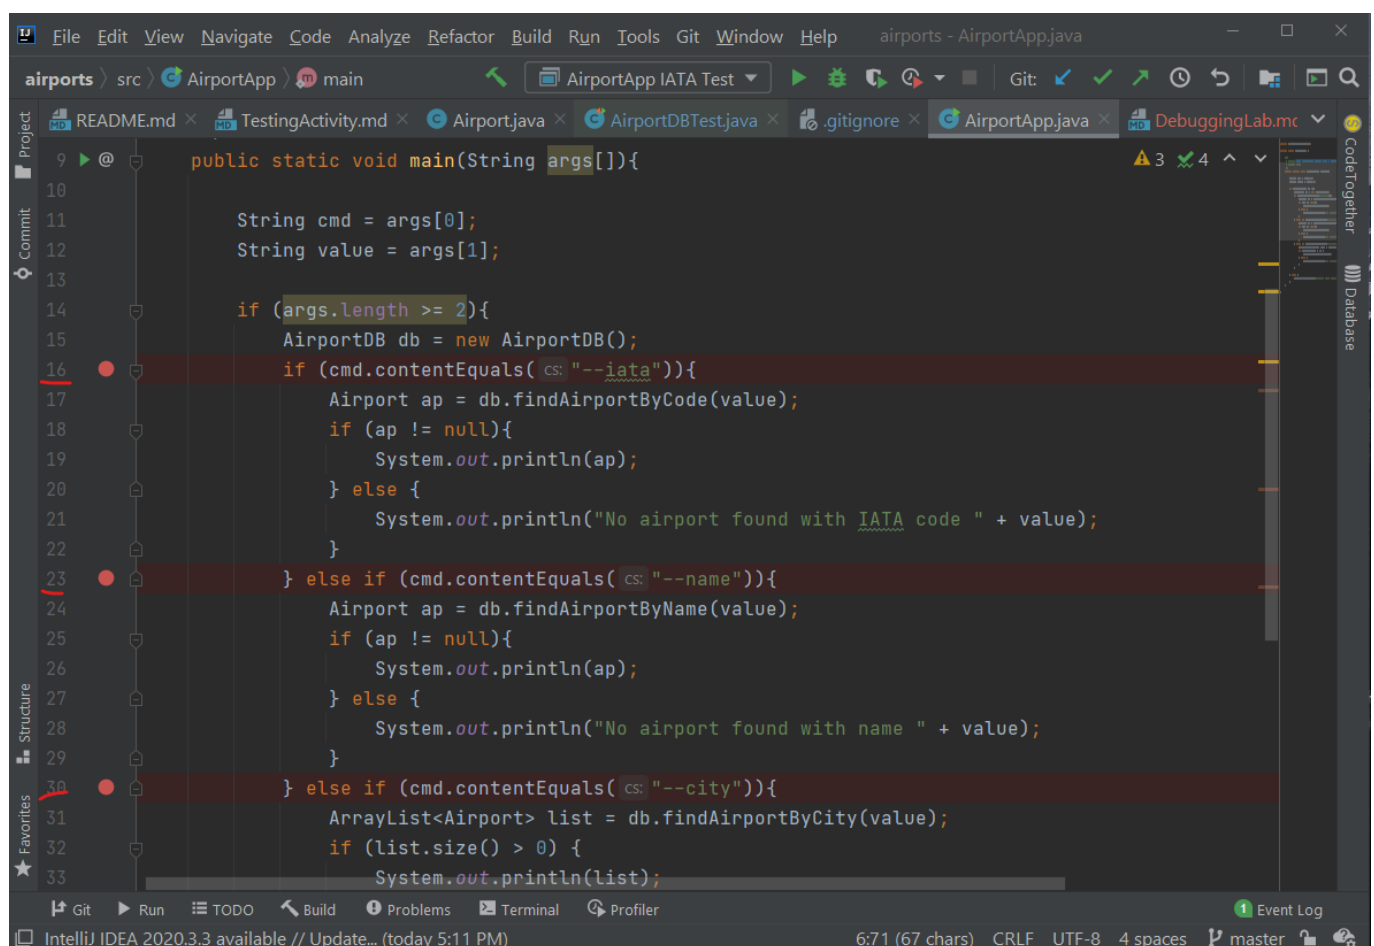 File Edit View Navigate Code Analyze Refactor Build Run Tools Git Window Help airports - AirportApp.java
airports src AirportApp main AirportApp IATA Test Git:
README.md TestingActivity.md Airport.java AirportDBTest.java .gitignore AirportApp.java DebuggingLab.mc
9 @ public static void main(String args[]){ 3 4
10
11 String cmd = args[0];
12 String value = args[1];
13
14 if (args.length >= 2){
15 AirportDB db = new AirportDB();
16 if (cmd.contentEquals( cs: "--iata")){
17 Airport ap = db.findAirportByCode(value);
18 if (ap != null){
19 System.out.println(ap);
20 } else {
21 System.out.println("No airport found with IATA code " + value);
22 }
23 } else if (cmd.contentEquals( cs: "--name")){
24 Airport ap = db.findAirportByName(value);
25 if (ap != null){
26 System.out.println(ap);
27 } else {
28 System.out.println("No airport found with name " + value);
29 }
30 } else if (cmd.contentEquals( cs: "--city")){
31 ArrayList<Airport> list = db.findAirportByCity(value);
32 if (list.size() > 0) {
33 System.out.println(list);
Project
Commit
Structure
Favorites
CodeTogether
Database
Git Run TODO Build Problems Terminal Profiler 1 Event Log
IntelliJ IDEA 2020.3.3 available // Update... (today 5:11 PM) 6:71 (67 chars) CRLF UTF-8 4 spaces master